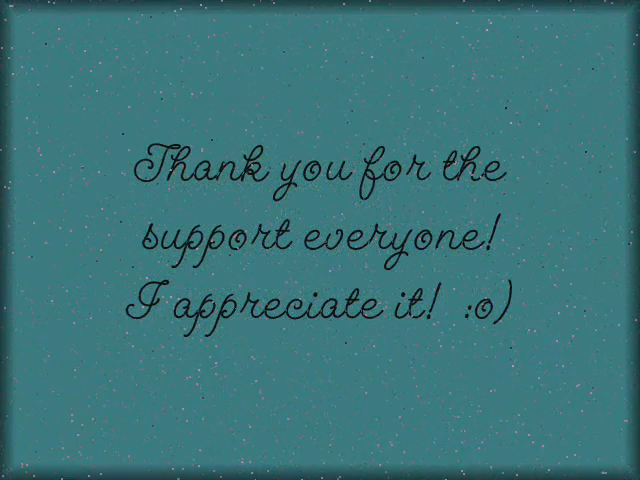 Thank you for the
support everyone!
I appreciate it!  :o)